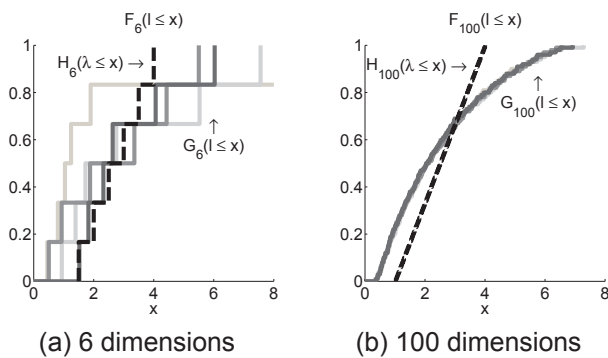 F6(l ≤ x)
H6(λ ≤ x) →
G6(l ≤ x)
↑
1
0.8
0.6
0.4
0.2
0
0 2 4 6 8
x
(a) 6 dimensions
F100(l ≤ x)
H100(λ ≤ x) →
↑
G100(l ≤ x)
1
0.8
0.6
0.4
0.2
0
0 2 4 6 8
x
(b) 100 dimensions